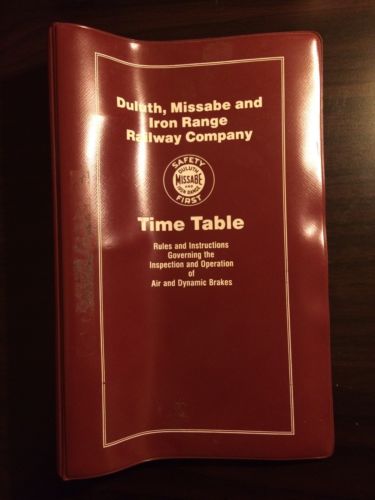 Duluth, Missabe and
Iron Range
Railway Company
SAFETY
DULUTH
MISSABE
AND
IRON RANGE
FIRST
Time Table
Rules and Instructions
Governing the
Inspection and Operation
of
Air and Dynamic Brakes